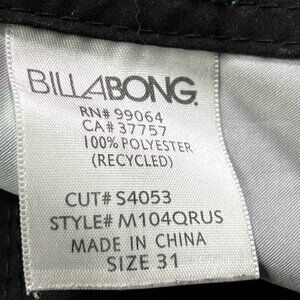 BILLABONG.
RN# 99064
CA# 37757
100% POLYESTER
(RECYCLED)
CUT# S4053
STYLE# M104QRUS
MADE IN CHINA
SIZE 31